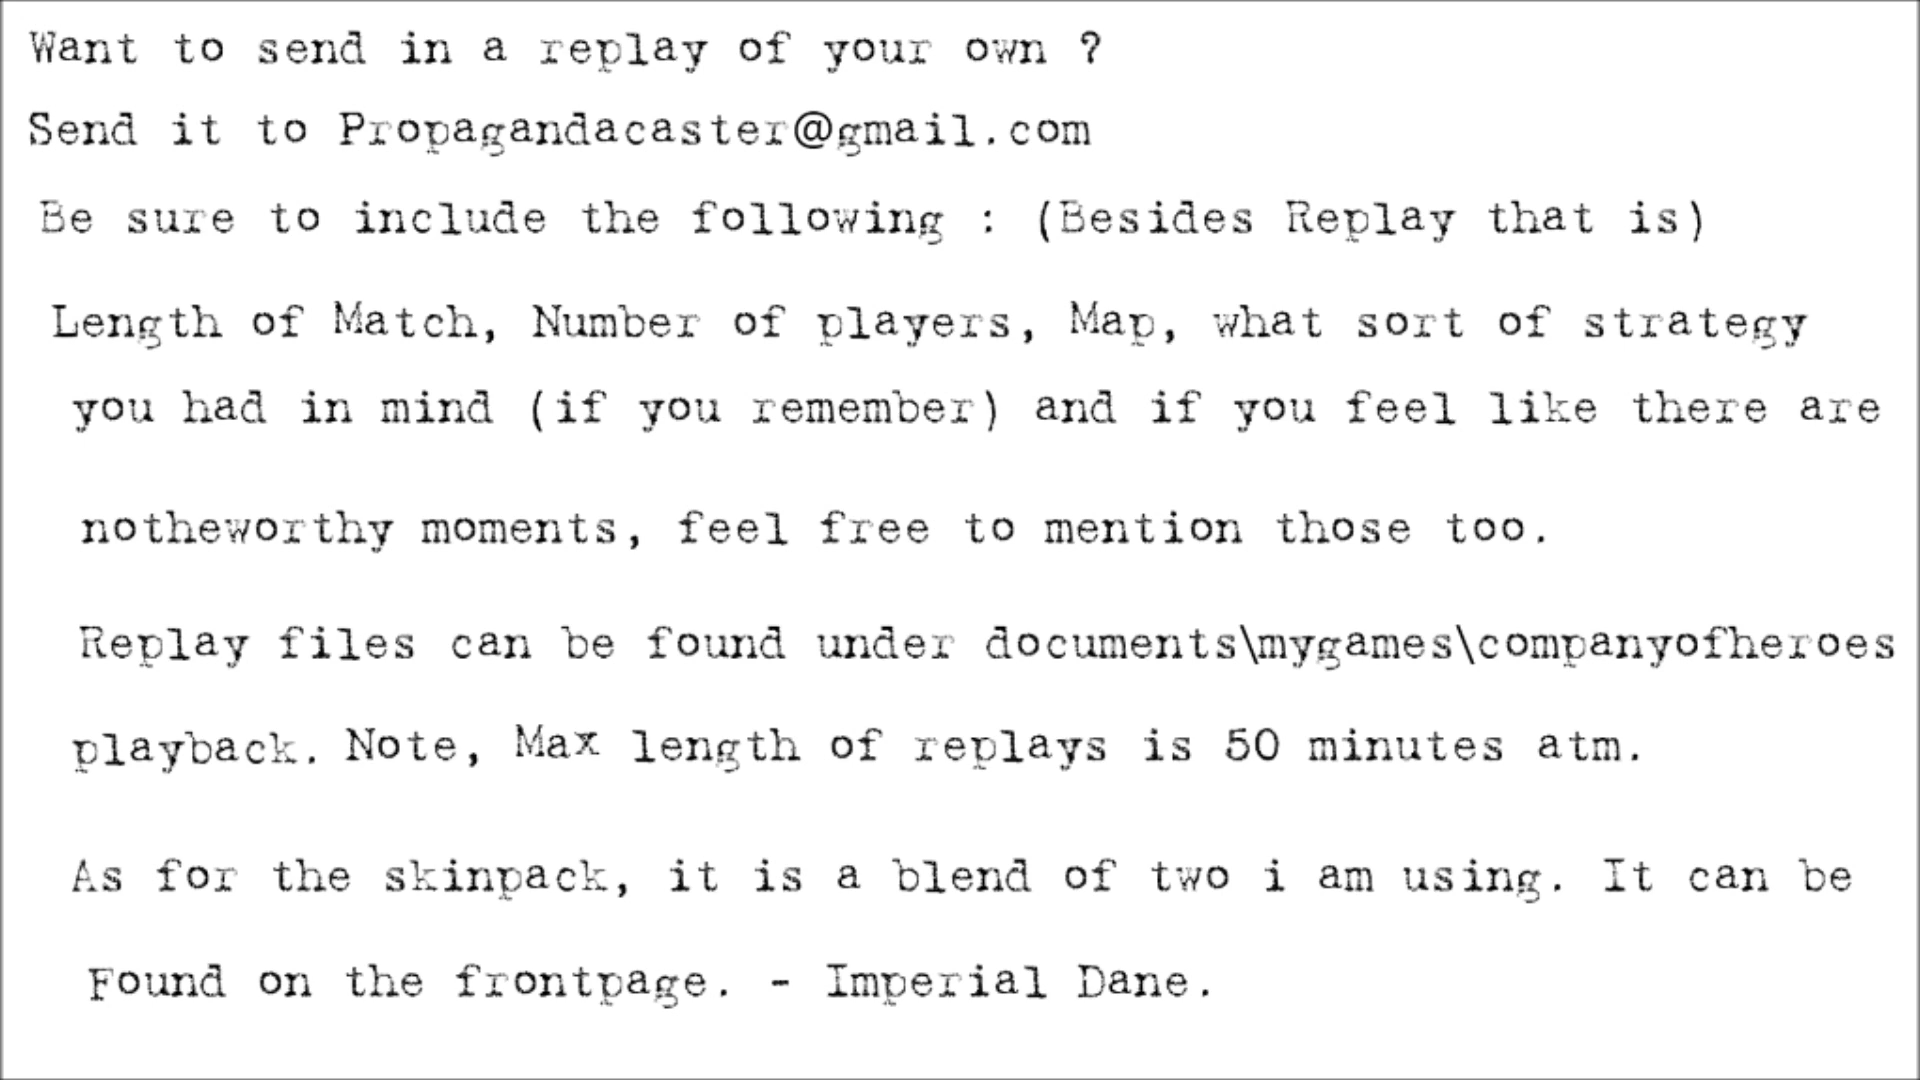 Want to send in a replay of your own ?
Send it to Propagandacaster@gmail.com
Be sure to include the following : (Besides Replay that is)
Length of Match, Number of players, Map, what sort of strategy
you had in mind (if you remember) and if you feel like there are
notheworthy moments, feel free to mention those too.
Replay files can be found under documents\mygames\companyofheroes
playback. Note, Max length of replays is 50 minutes atm.
As for the skinpack, it is a blend of two i am using. It can be
Found on the frontpage. - Imperial Dane.